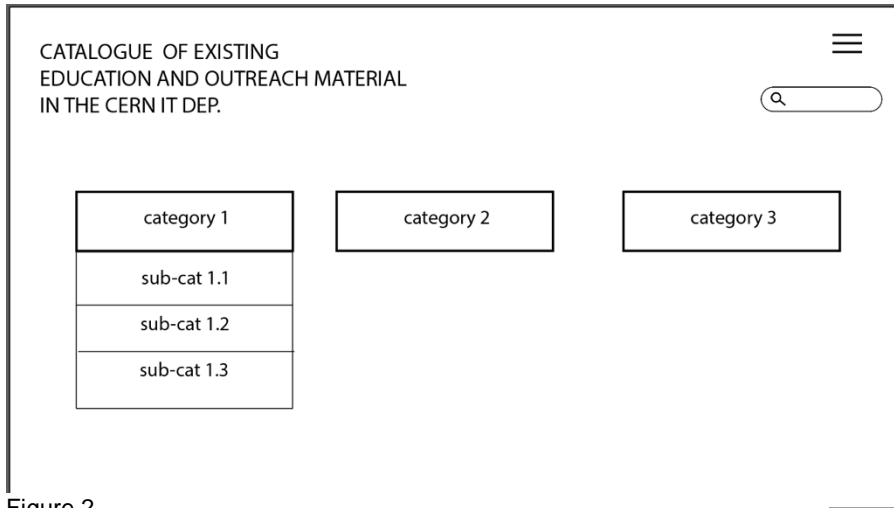 CATALOGUE OF EXISTING
EDUCATION AND OUTREACH MATERIAL
IN THE CERN IT DEP.
category 1
category 2
category 3
sub-cat 1.1
sub-cat 1.2
sub-cat 1.3
Figure 2